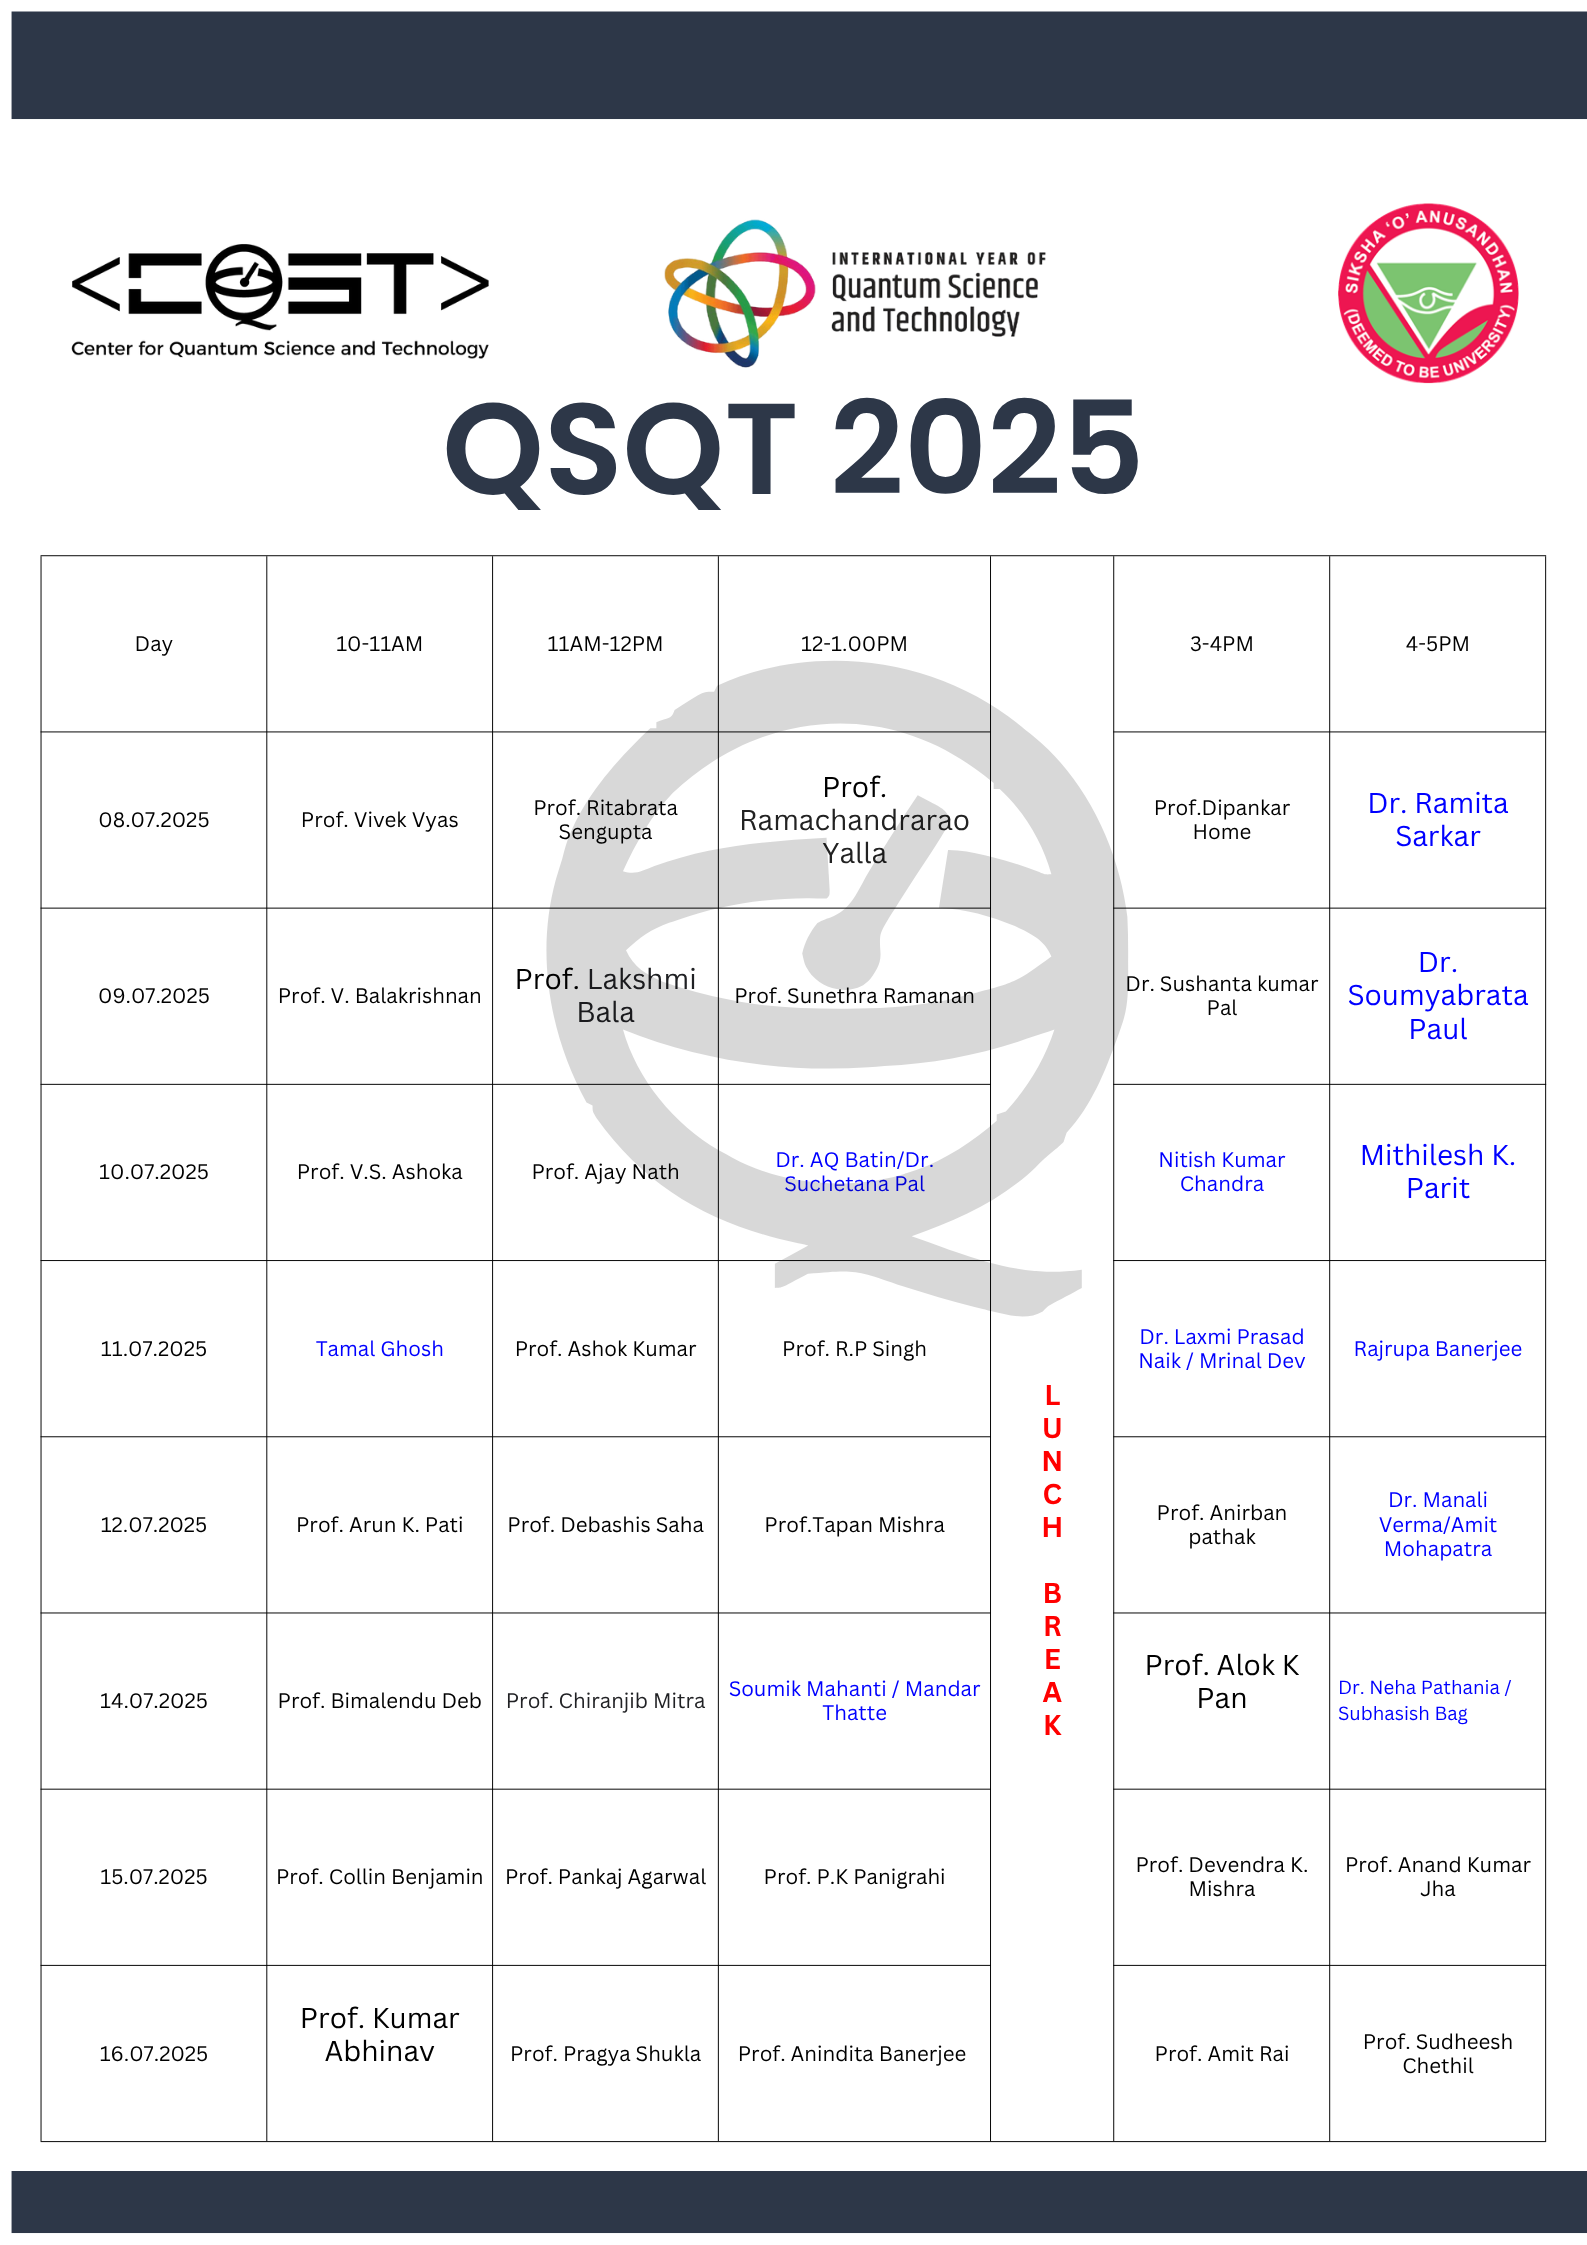 <CQST>
Center for Quantum Science and Technology
INTERNATIONAL YEAR OF
Quantum Science
and Technology
SIKSHA 'O' ANUSANDHAN
(DEEMED TO BE UNIVERSITY)
QSQT 2025
Day 10-11AM 11AM-12PM 12-1.00PM 3-4PM 4-5PM
08.07.2025
Prof. Vivek Vyas
Prof. Ritabrata
Sengupta
Prof.
Ramachandrarao
Yalla
Prof.Dipankar
Home
Dr. Ramita
Sarkar
09.07.2025
Prof. V. Balakrishnan
Prof. Lakshmi
Bala
Prof. Sunethra Ramanan
Dr. Sushanta kumar
Pal
Dr.
Soumyabrata
Paul
10.07.2025
Prof. V.S. Ashoka
Prof. Ajay Nath
Dr. AQ Batin/Dr.
Suchetana Pal
Nitish Kumar
Chandra
Mithilesh K.
Parit
11.07.2025
Tamal Ghosh
Prof. Ashok Kumar
Prof. R.P Singh
Dr. Laxmi Prasad
Naik / Mrinal Dev
Rajrupa Banerjee
12.07.2025
Prof. Arun K. Pati
Prof. Debashis Saha
Prof.Tapan Mishra
Prof. Anirban
pathak
Dr. Manali
Verma/Amit
Mohapatra
14.07.2025
Prof. Bimalendu Deb
Prof. Chiranjib Mitra
Soumik Mahanti / Mandar
Thatte
Prof. Alok K
Pan
Dr. Neha Pathania /
Subhasish Bag
15.07.2025
Prof. Collin Benjamin
Prof. Pankaj Agarwal
Prof. P.K Panigrahi
Prof. Devendra K.
Mishra
Prof. Anand Kumar
Jha
16.07.2025
Prof. Kumar
Abhinav
Prof. Pragya Shukla
Prof. Anindita Banerjee
Prof. Amit Rai
Prof. Sudheesh
Chethil
L
U
N
C
H
B
R
E
A
K